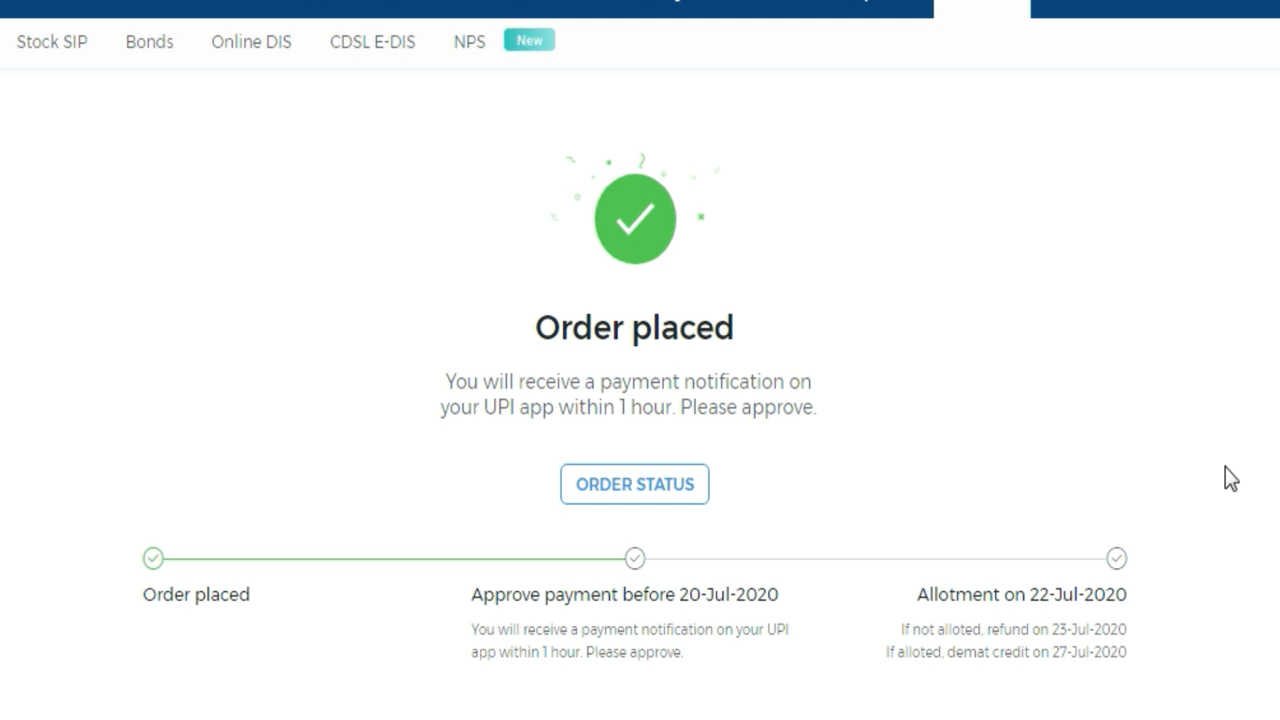 Stock SIP Bonds Online DIS CDSL E-DIS NPS New
Order placed
You will receive a payment notification on
your UPI app within 1 hour. Please approve.
ORDER STATUS
Order placed Approve payment before 20-Jul-2020 Allotment on 22-Jul-2020
You will receive a payment notification on your UPI If not alloted, refund on 23-Jul-2020
app within 1 hour. Please approve. If alloted, demat credit on 27-Jul-2020